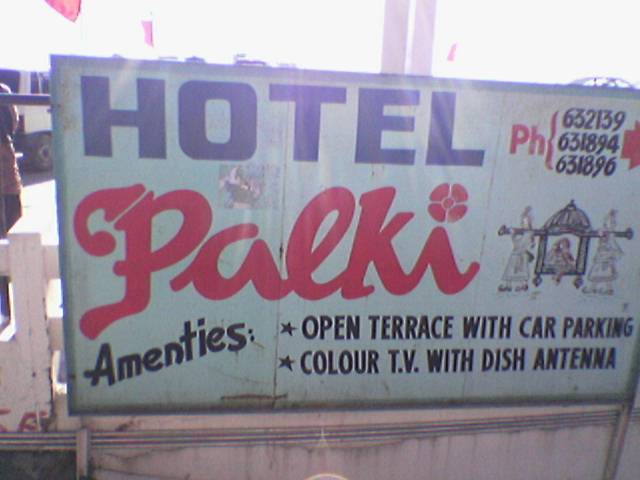 HOTEL
Palki
Ph 632139
631894
631896
Amenties:
★ OPEN TERRACE WITH CAR PARKING
★ COLOUR T.V. WITH DISH ANTENNA